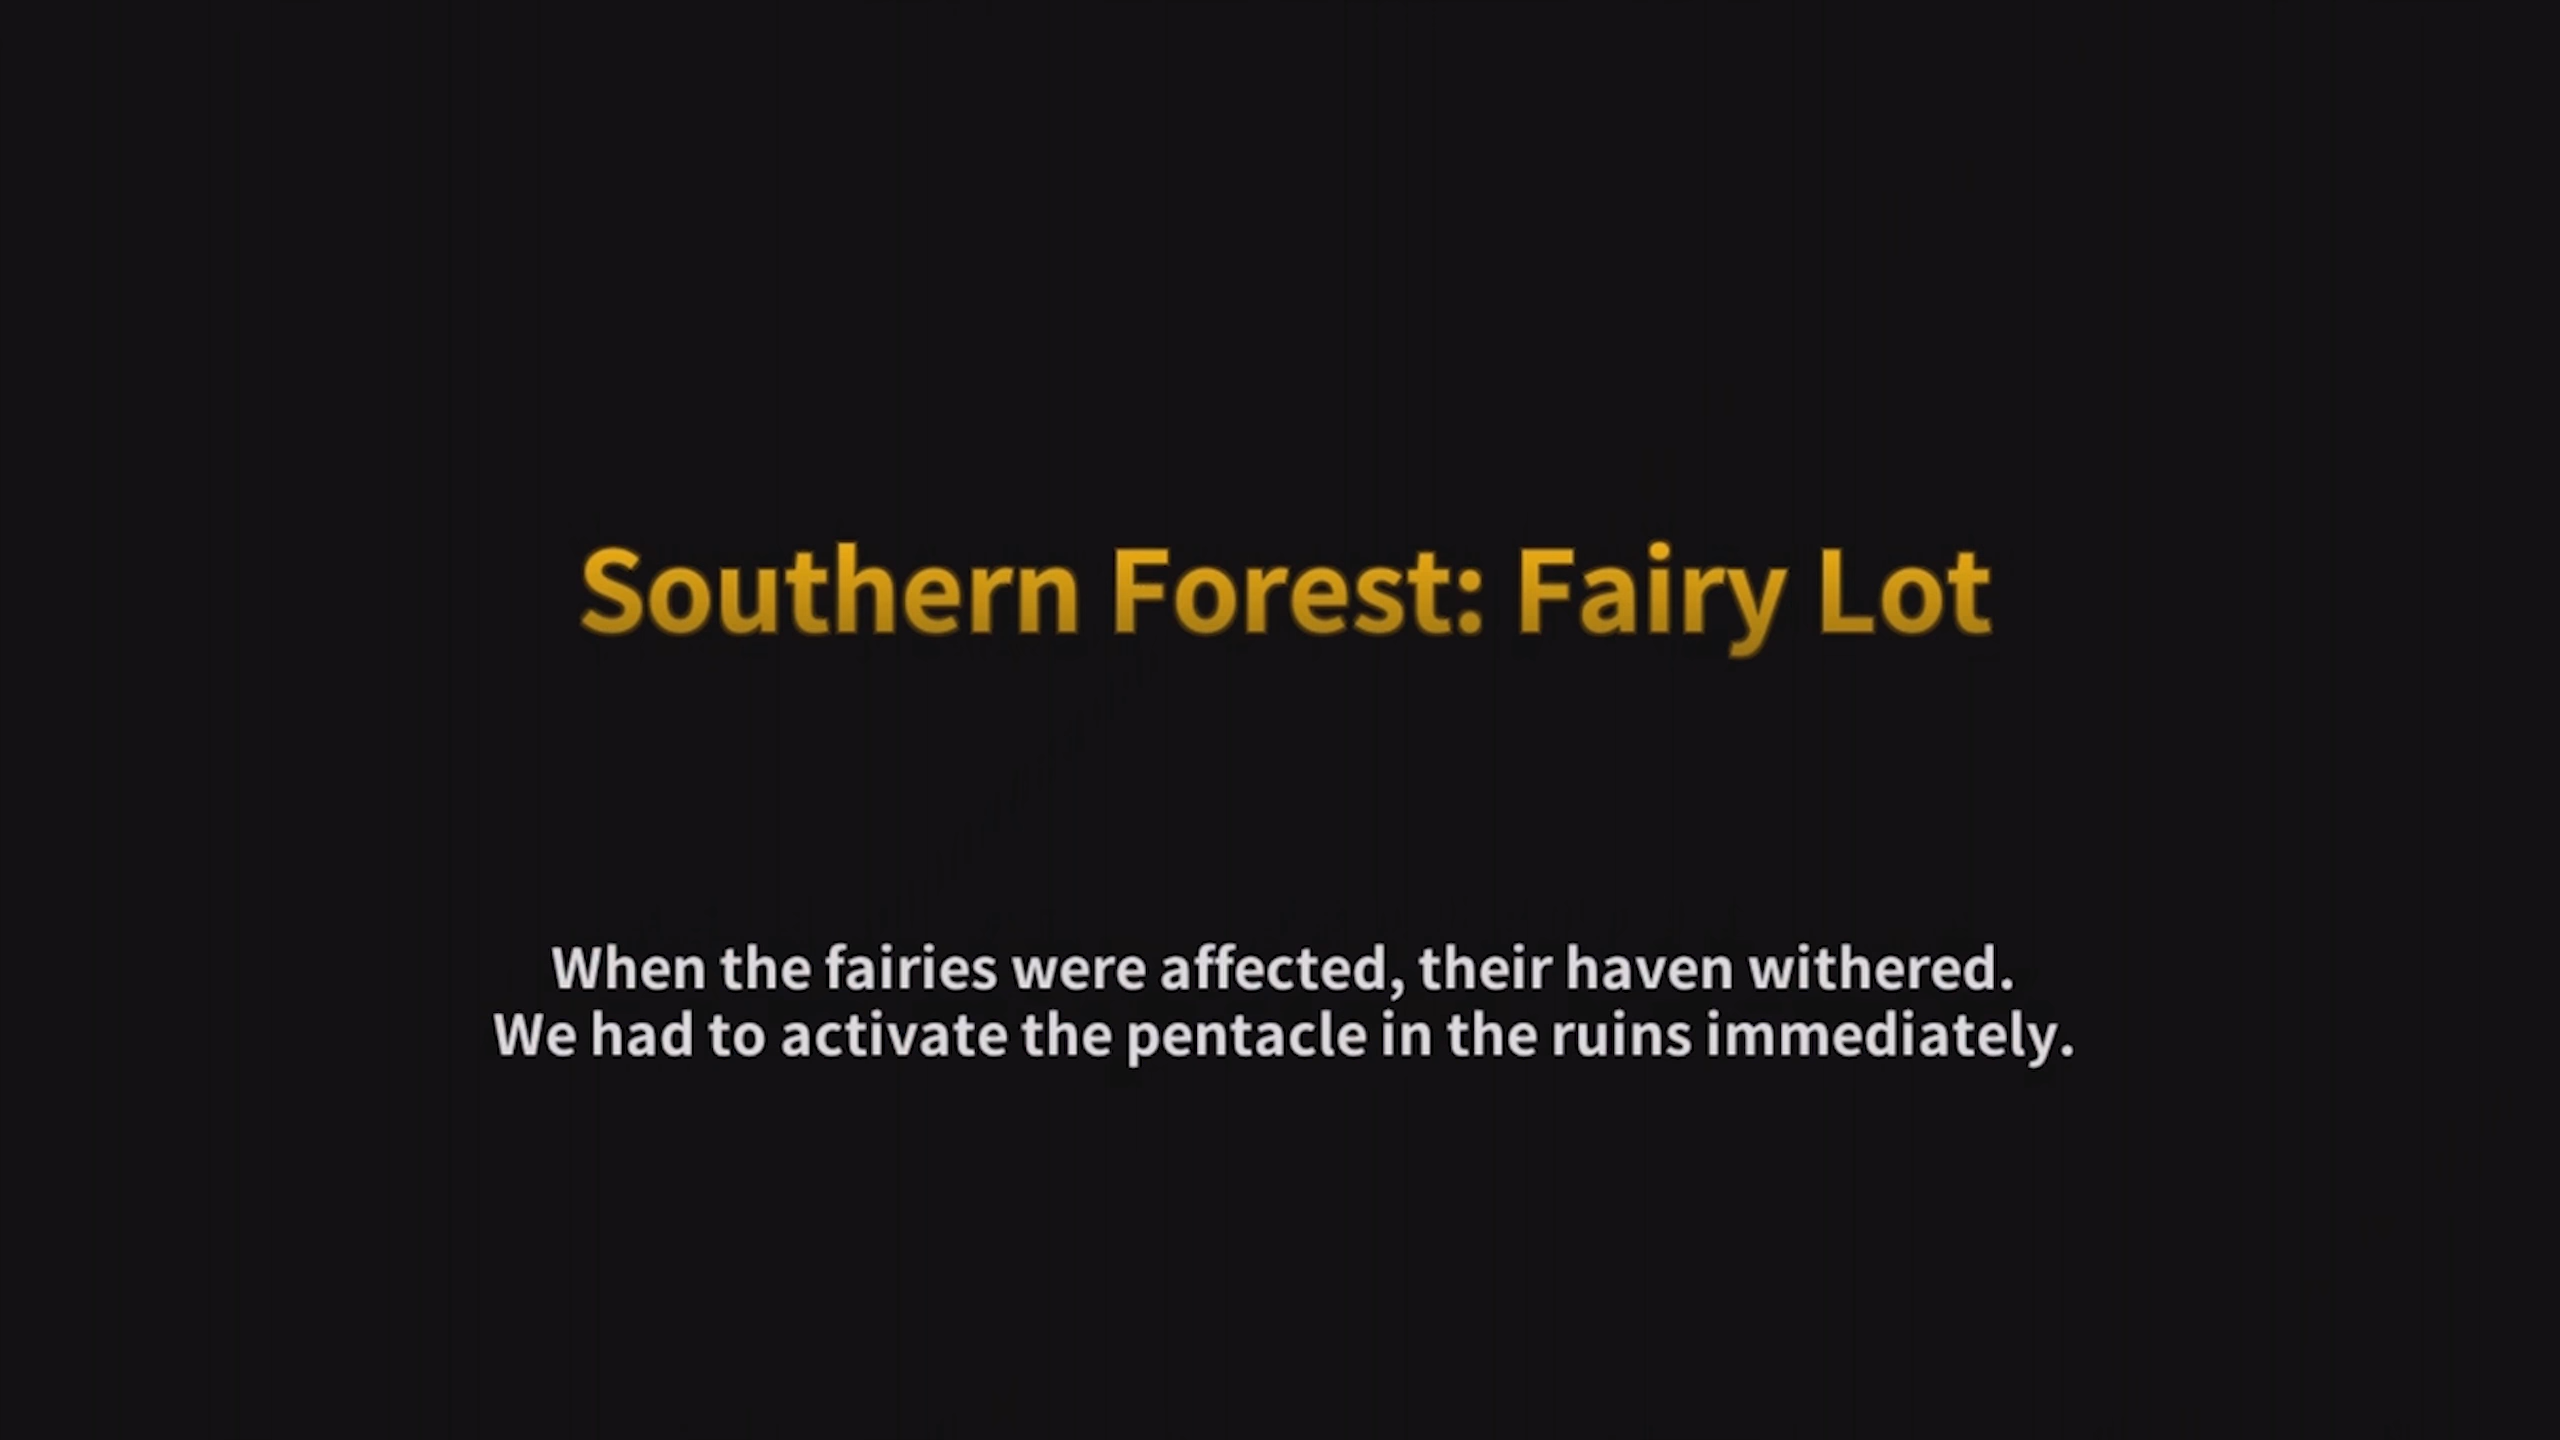 Southern Forest: Fairy Lot
When the fairies were affected, their haven withered.
We had to activate the pentacle in the ruins immediately.